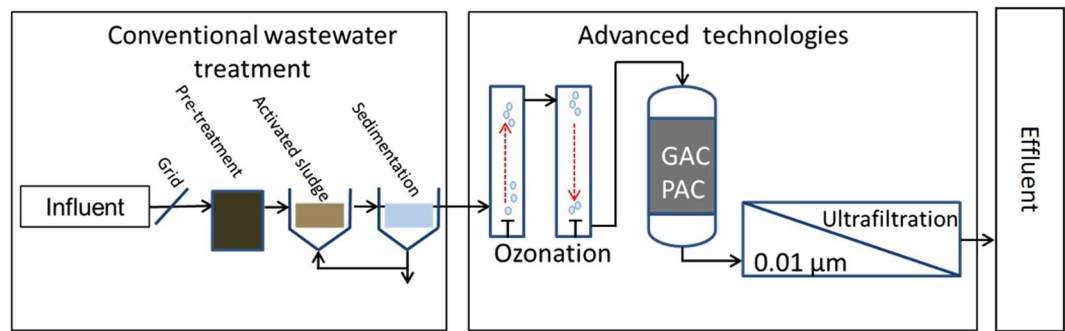 Conventional wastewater
treatment
Advanced technologies
Influent
Grid
Pre-treatment
Activated sludge
Sedimentation
Ozonation
GAC
PAC
Ultrafiltration
0.01 µm
Effluent